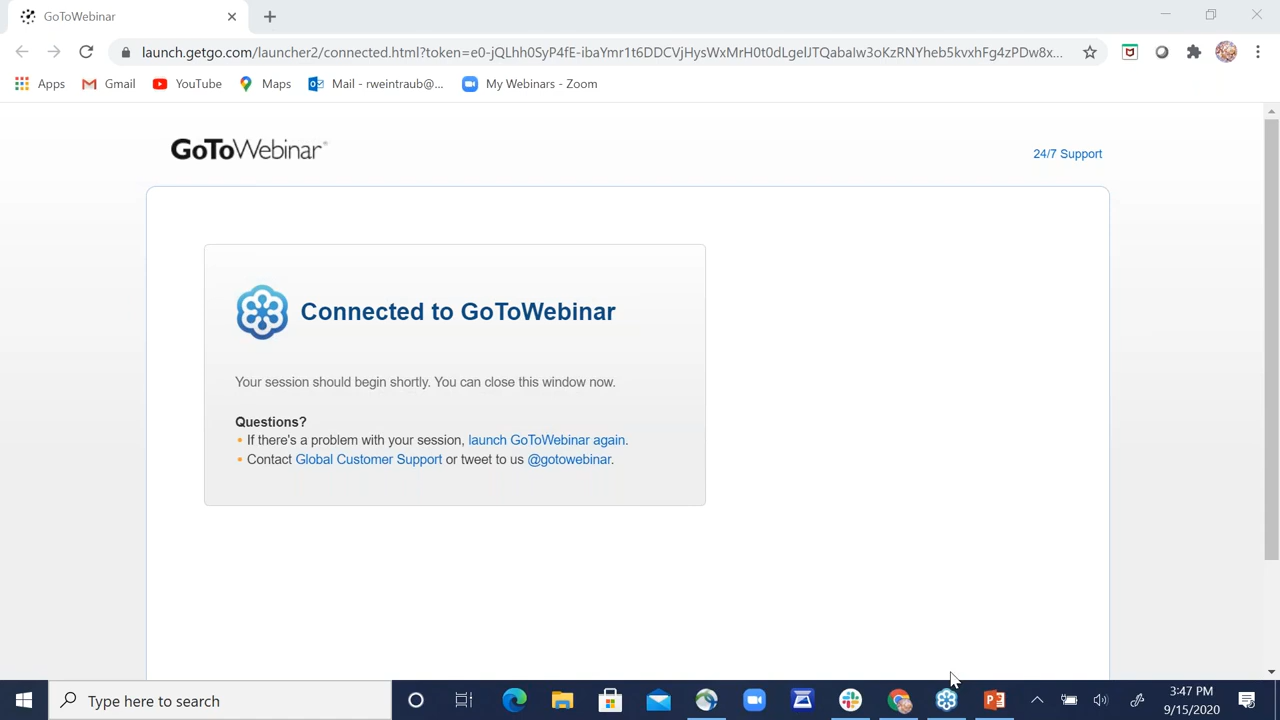 GoToWebinar
launch.getgo.com/launcher2/connected.html?token=e0-jQLhh0SyP4fE-ibaYmr1t6DDCVjHysWxMrH0t0dLgelJTQabaIw3oKzRNYheb5kvxhFg4zPDw8x...
Apps Gmail YouTube Maps Mail - rweintraub@... My Webinars - Zoom
GoToWebinar
24/7 Support
Connected to GoToWebinar
Your session should begin shortly. You can close this window now.
Questions?
If there's a problem with your session, launch GoToWebinar again.
Contact Global Customer Support or tweet to us @gotowebinar.
Type here to search
3:47 PM
9/15/2020